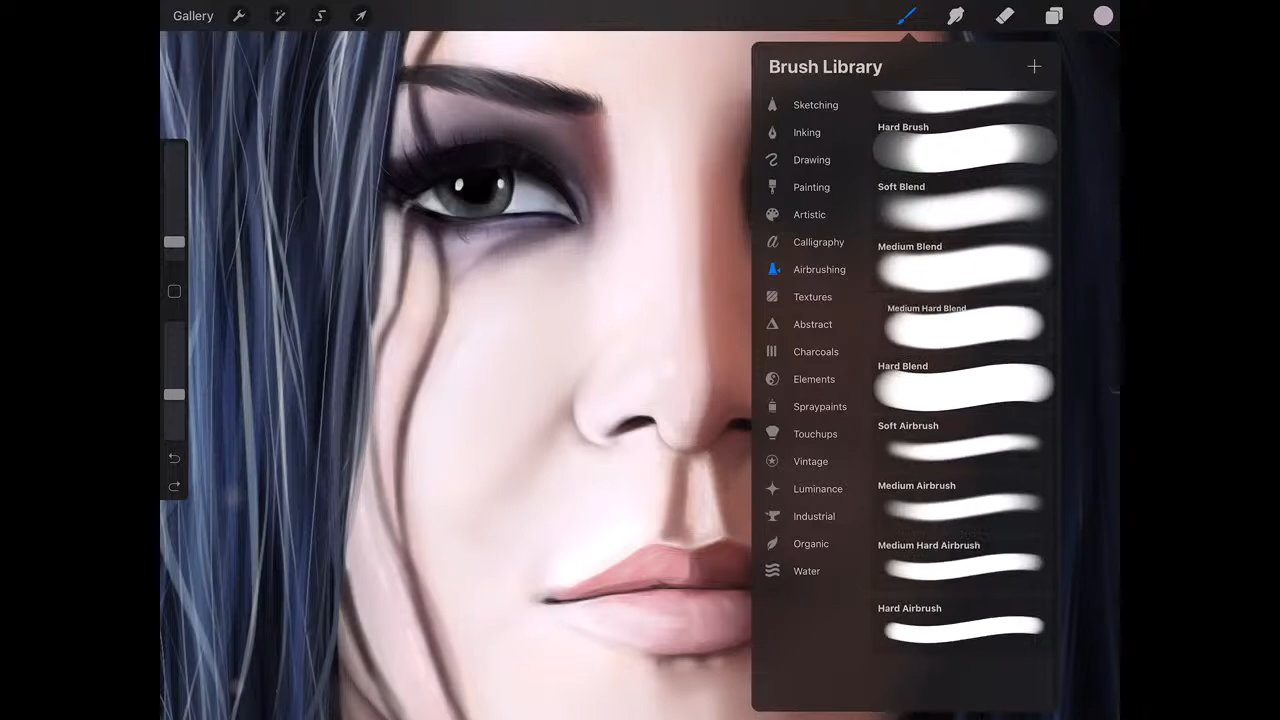 Gallery
Brush Library
Sketching
Inking
Drawing
Painting
Artistic
Calligraphy
Airbrushing
Textures
Abstract
Charcoals
Elements
Spraypaints
Touchups
Vintage
Luminance
Industrial
Organic
Water
Hard Brush
Soft Blend
Medium Blend
Medium Hard Blend
Hard Blend
Soft Airbrush
Medium Airbrush
Medium Hard Airbrush
Hard Airbrush